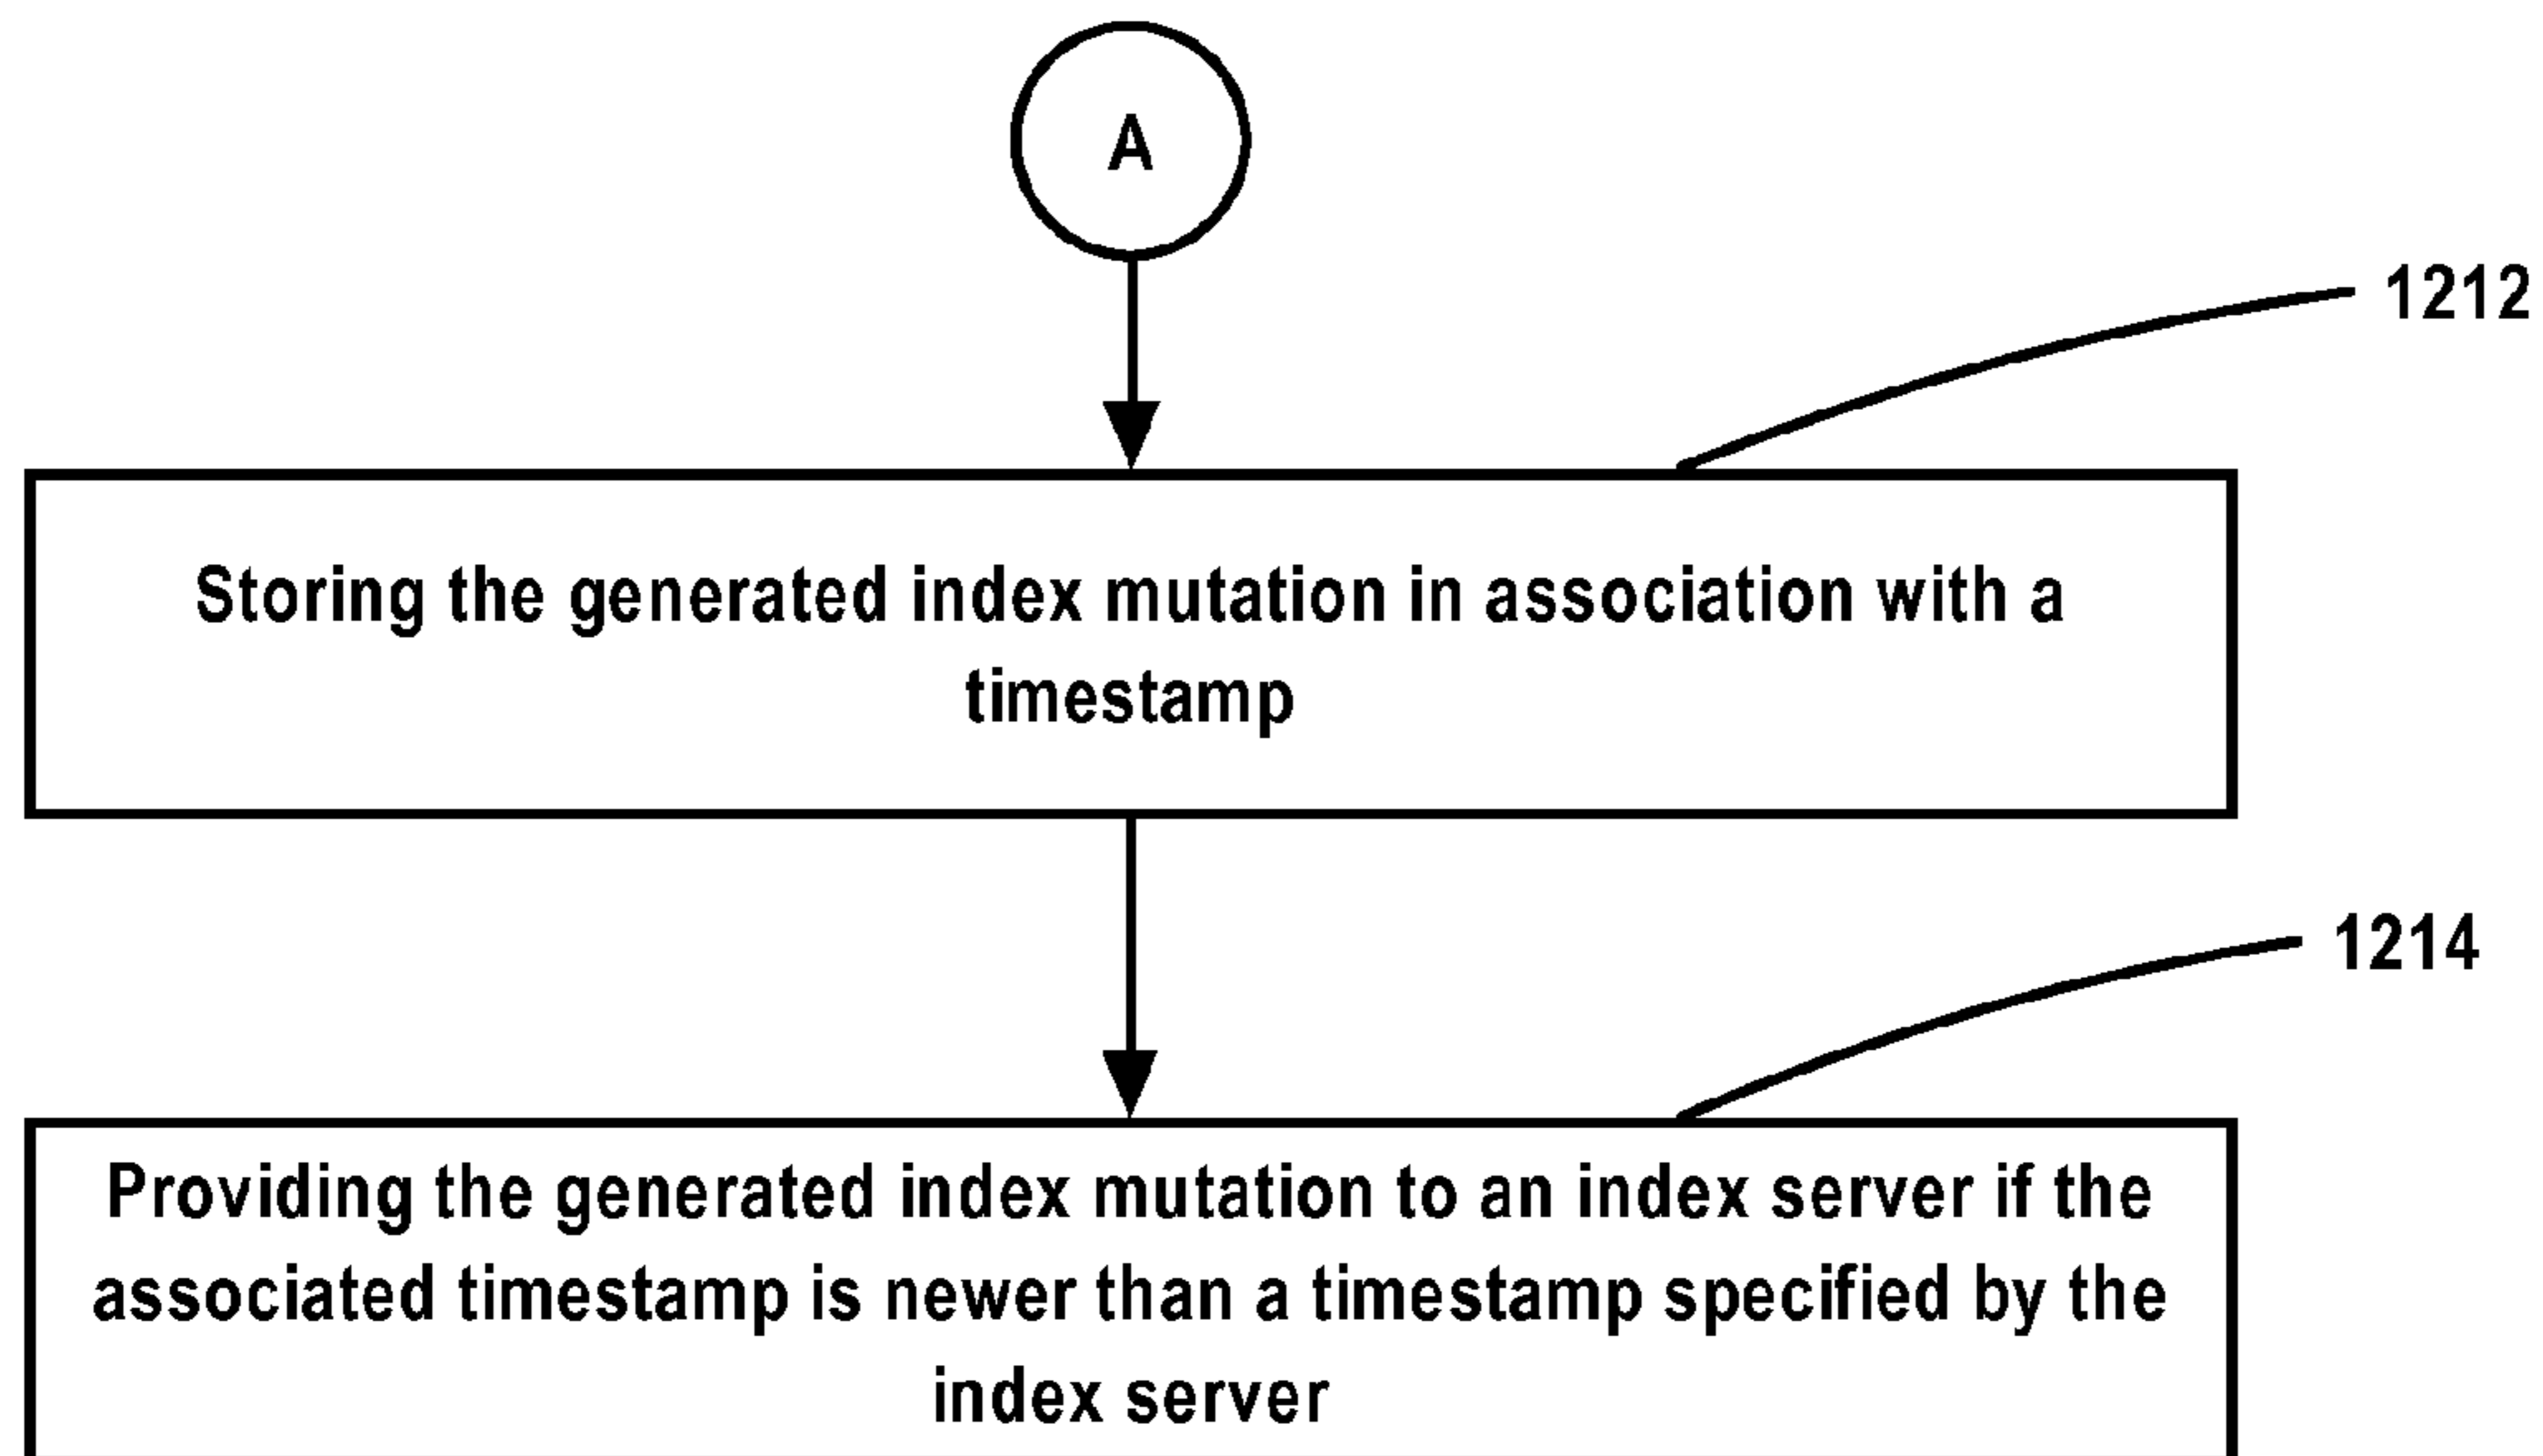 A
1212
Storing the generated index mutation in association with a
timestamp
1214
Providing the generated index mutation to an index server if the
associated timestamp is newer than a timestamp specified by the
index server